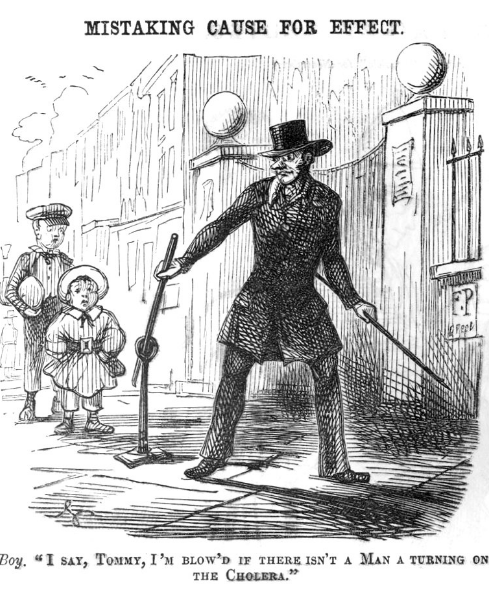 MISTAKING CAUSE FOR EFFECT.
F.P
Boy. "I SAY, TOMMY, I'M BLOW'D IF THERE ISN'T A MAN A TURNING ON
THE CHOLERA."